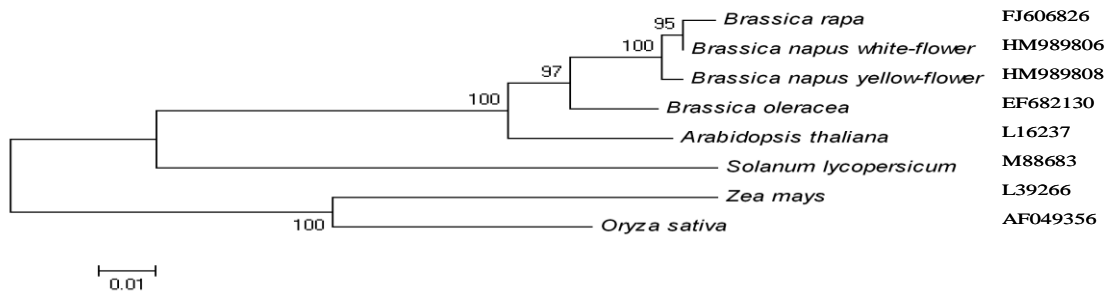 95 Brassica rapa FJ606826
100 Brassica napus white-flower HM989806
97 Brassica napus yellow-flower HM989808
100 Brassica oleracea EF682130
Arabidopsis thaliana L16237
Solanum lycopersicum M88683
Zea mays L39266
100 Oryza sativa AF049356
0.01